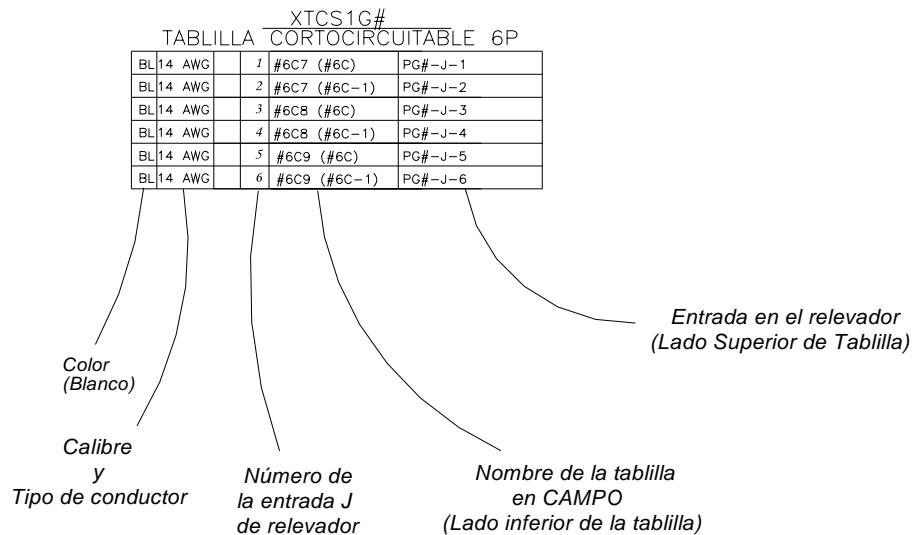 XTCS1G#
TABLILLA CORTOCIRCUITABLE 6P
BL 14 AWG 1 #6C7 (#6C) PG#-J-1
BL 14 AWG 2 #6C7 (#6C-1) PG#-J-2
BL 14 AWG 3 #6C8 (#6C) PG#-J-3
BL 14 AWG 4 #6C8 (#6C-1) PG#-J-4
BL 14 AWG 5 #6C9 (#6C) PG#-J-5
BL 14 AWG 6 #6C9 (#6C-1) PG#-J-6
Entrada en el relevador
(Lado Superior de Tablilla)
Color
(Blanco)
Calibre
y
Tipo de conductor
Número de
la entrada J
de relevador
Nombre de la tablilla
en CAMPO
(Lado inferior de la tablilla)